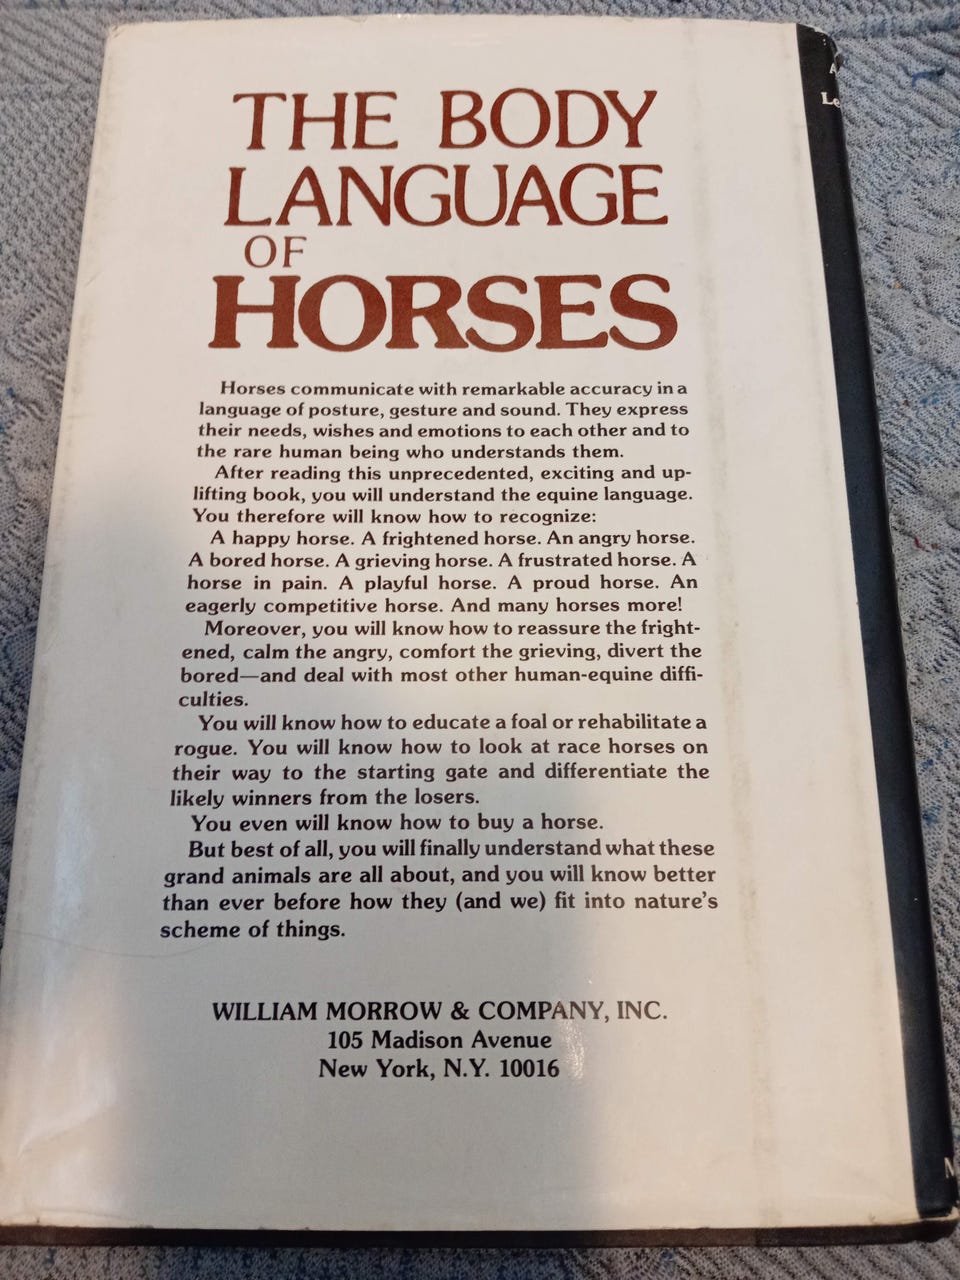 THE BODY
LANGUAGE
OF
HORSES
Horses communicate with remarkable accuracy in a
language of posture, gesture and sound. They express
their needs, wishes and emotions to each other and to
the rare human being who understands them.
After reading this unprecedented, exciting and up-
lifting book, you will understand the equine language.
You therefore will know how to recognize:
A happy horse. A frightened horse. An angry horse.
A bored horse. A grieving horse. A frustrated horse. A
horse in pain. A playful horse. A proud horse. An
eagerly competitive horse. And many horses more!
Moreover, you will know how to reassure the fright-
ened, calm the angry, comfort the grieving, divert the
bored—and deal with most other human-equine diffi-
culties.
You will know how to educate a foal or rehabilitate a
rogue. You will know how to look at race horses on
their way to the starting gate and differentiate the
likely winners from the losers.
You even will know how to buy a horse.
But best of all, you will finally understand what these
grand animals are all about, and you will know better
than ever before how they (and we) fit into nature's
scheme of things.
WILLIAM MORROW & COMPANY, INC.
105 Madison Avenue
New York, N.Y. 10016